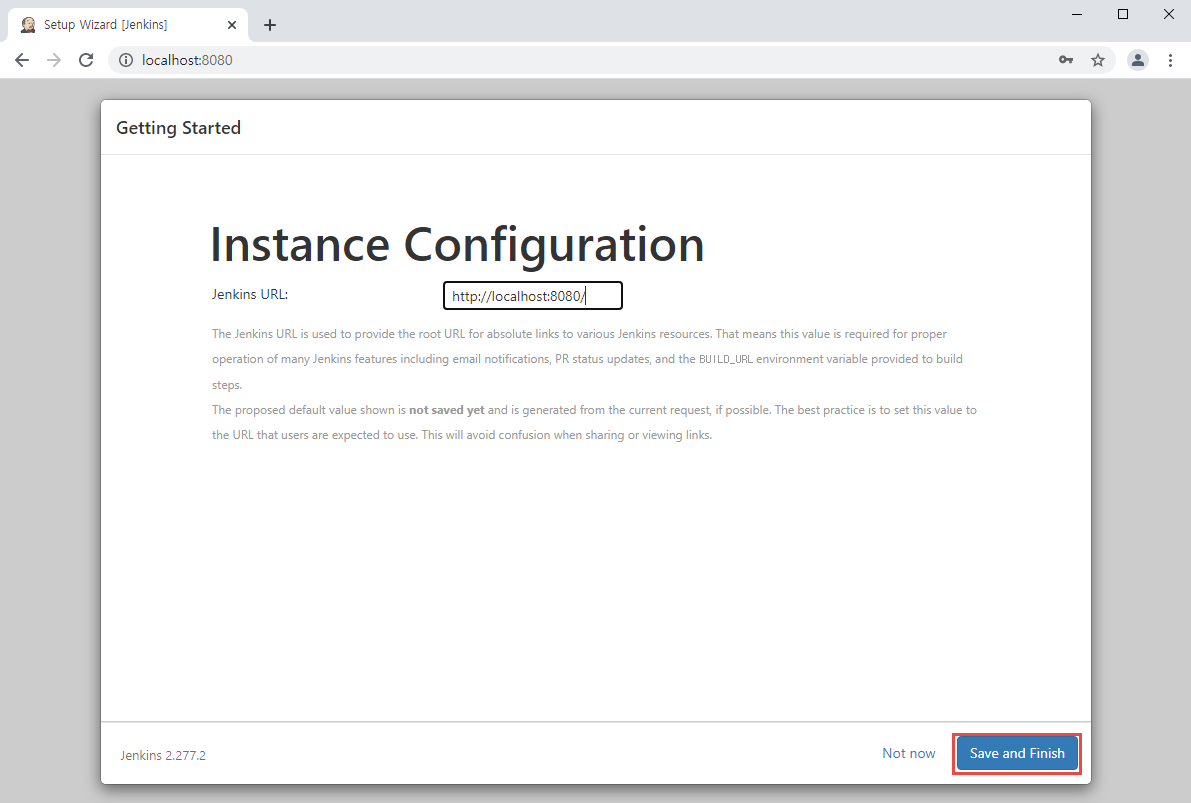 Setup Wizard [Jenkins]
localhost:8080
Getting Started
Instance Configuration
Jenkins URL:
http://localhost:8080/
The Jenkins URL is used to provide the root URL for absolute links to various Jenkins resources. That means this value is required for proper
operation of many Jenkins features including email notifications, PR status updates, and the BUILD_URL environment variable provided to build
steps.
The proposed default value shown is not saved yet and is generated from the current request, if possible. The best practice is to set this value to
the URL that users are expected to use. This will avoid confusion when sharing or viewing links.
Jenkins 2.277.2
Not now
Save and Finish